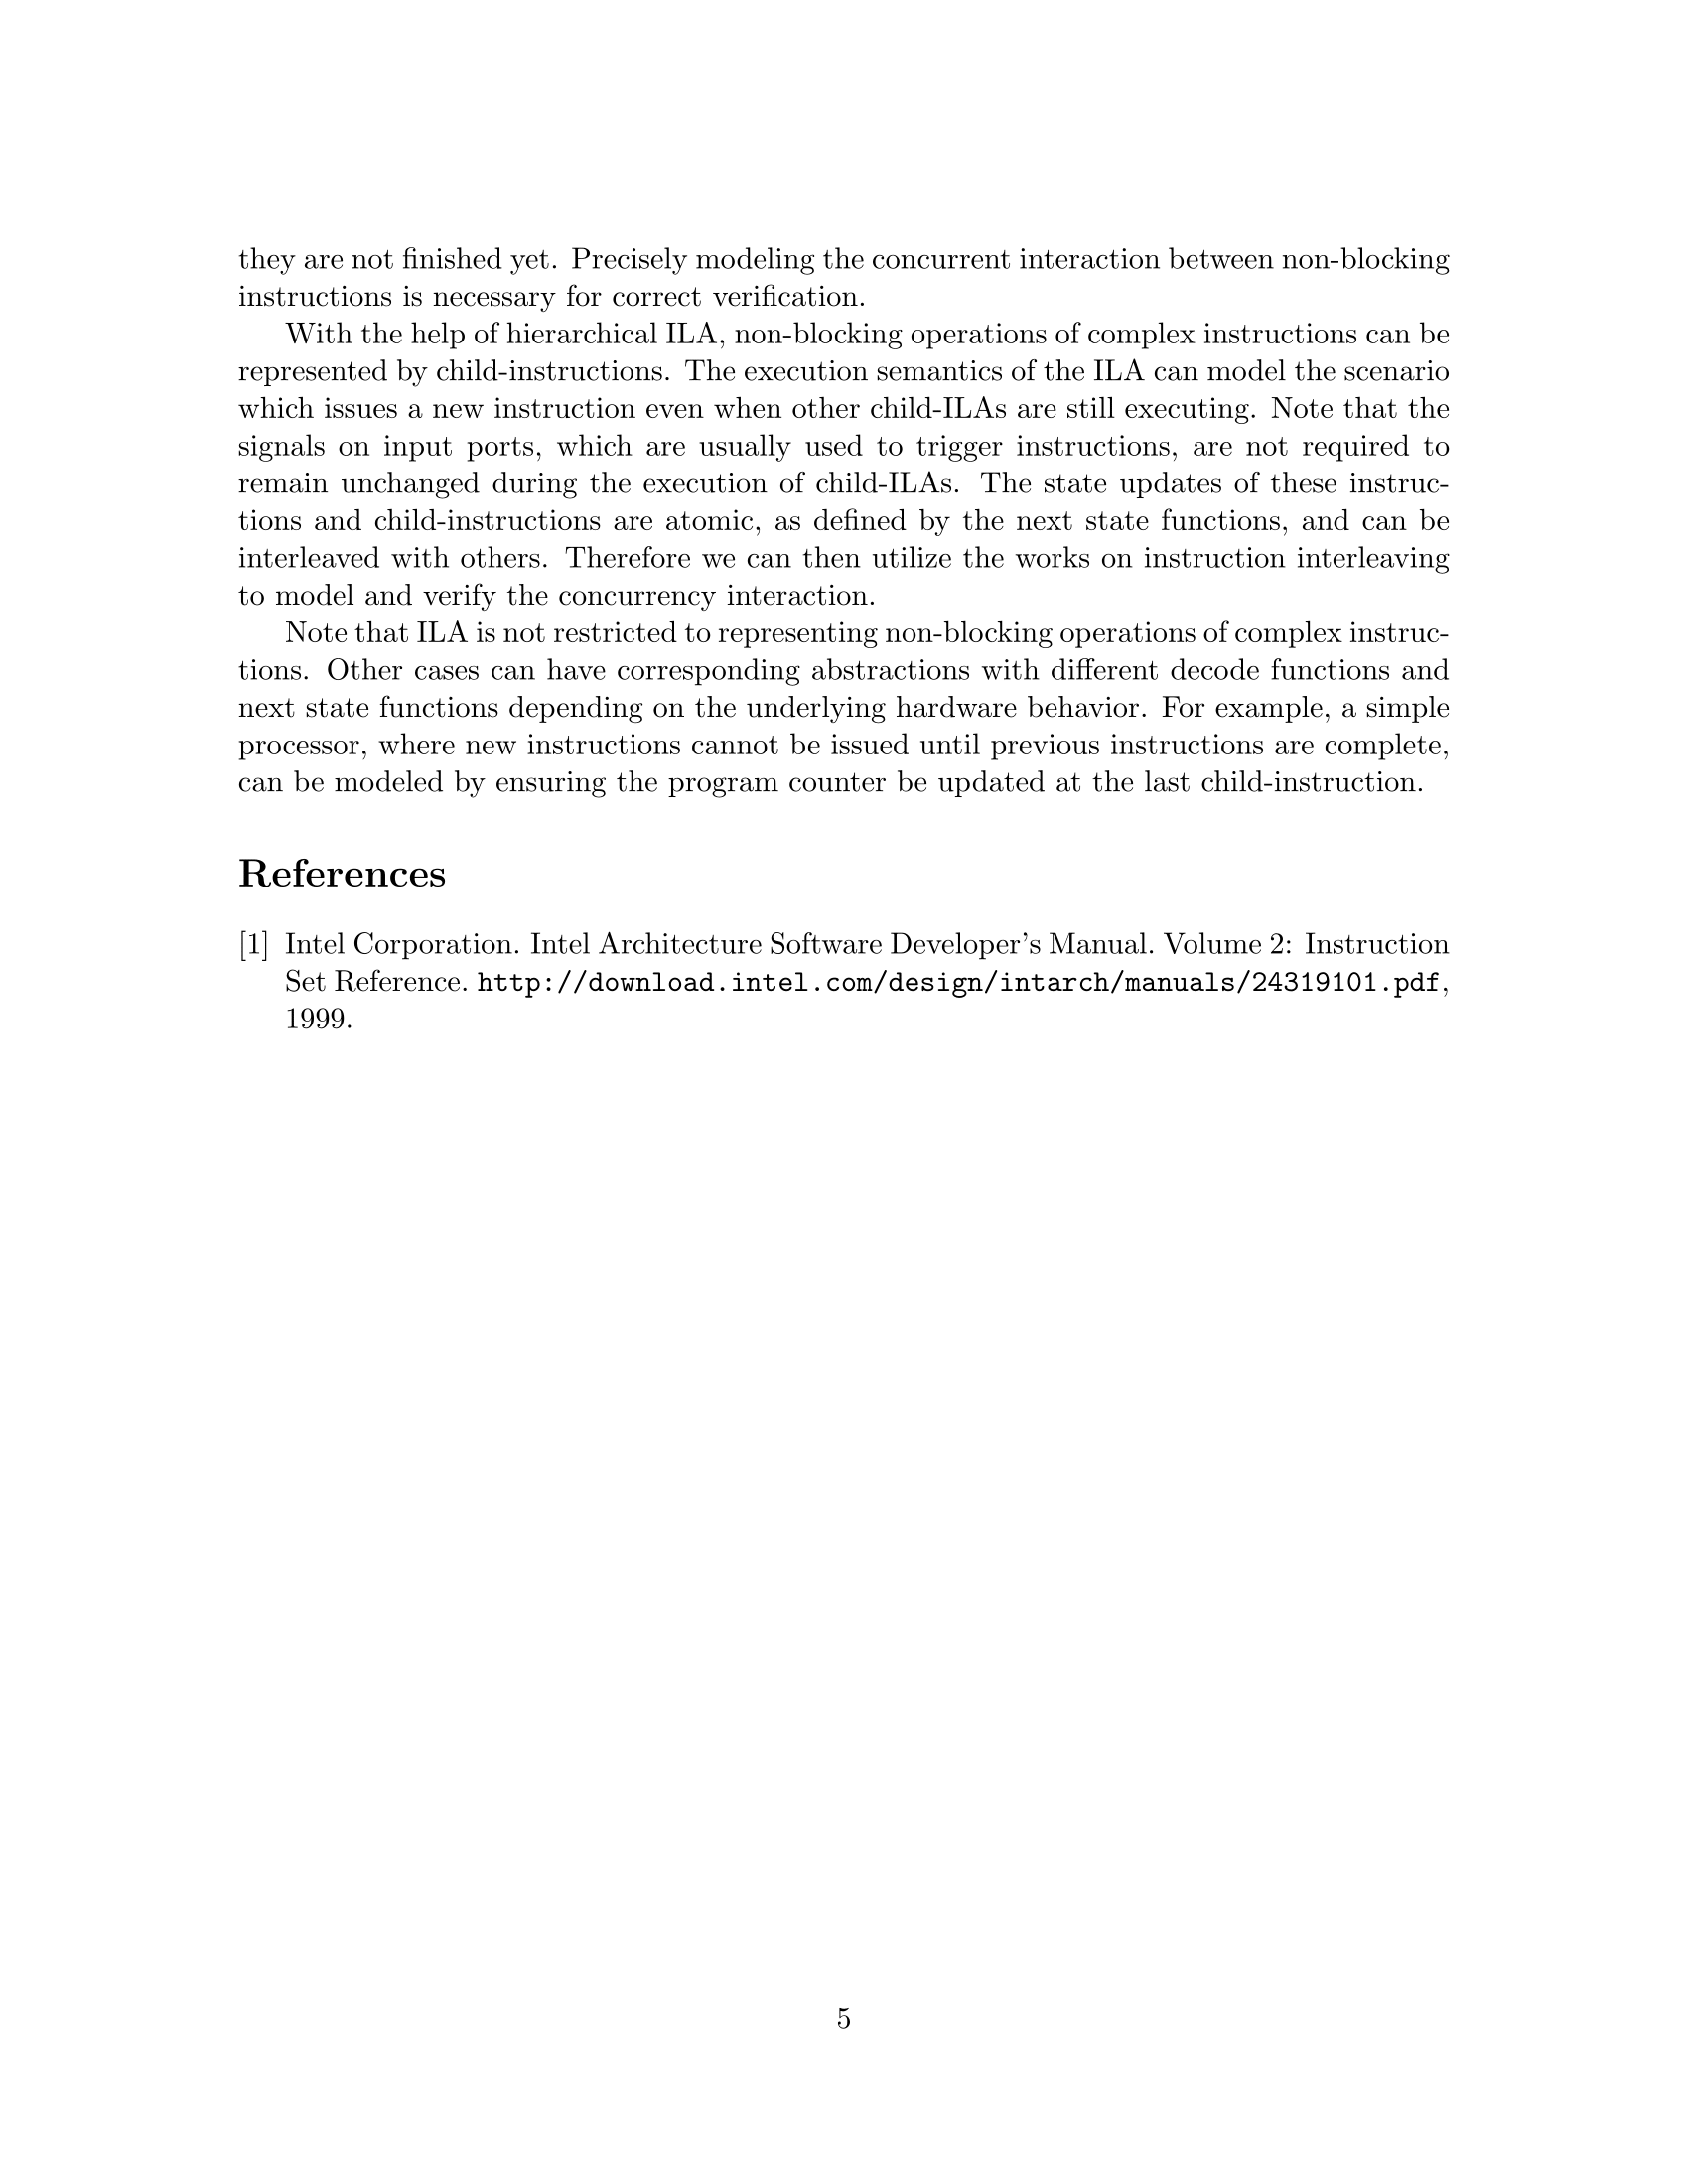 they are not finished yet. Precisely modeling the concurrent interaction between non-blocking
instructions is necessary for correct verification.
With the help of hierarchical ILA, non-blocking operations of complex instructions can be
represented by child-instructions. The execution semantics of the ILA can model the scenario
which issues a new instruction even when other child-ILAs are still executing. Note that the
signals on input ports, which are usually used to trigger instructions, are not required to
remain unchanged during the execution of child-ILAs. The state updates of these instruc-
tions and child-instructions are atomic, as defined by the next state functions, and can be
interleaved with others. Therefore we can then utilize the works on instruction interleaving
to model and verify the concurrency interaction.
Note that ILA is not restricted to representing non-blocking operations of complex instruc-
tions. Other cases can have corresponding abstractions with different decode functions and
next state functions depending on the underlying hardware behavior. For example, a simple
processor, where new instructions cannot be issued until previous instructions are complete,
can be modeled by ensuring the program counter be updated at the last child-instruction.
References
[1] Intel Corporation. Intel Architecture Software Developer's Manual. Volume 2: Instruction
Set Reference. http://download.intel.com/design/intarch/manuals/24319101.pdf,
1999.
5